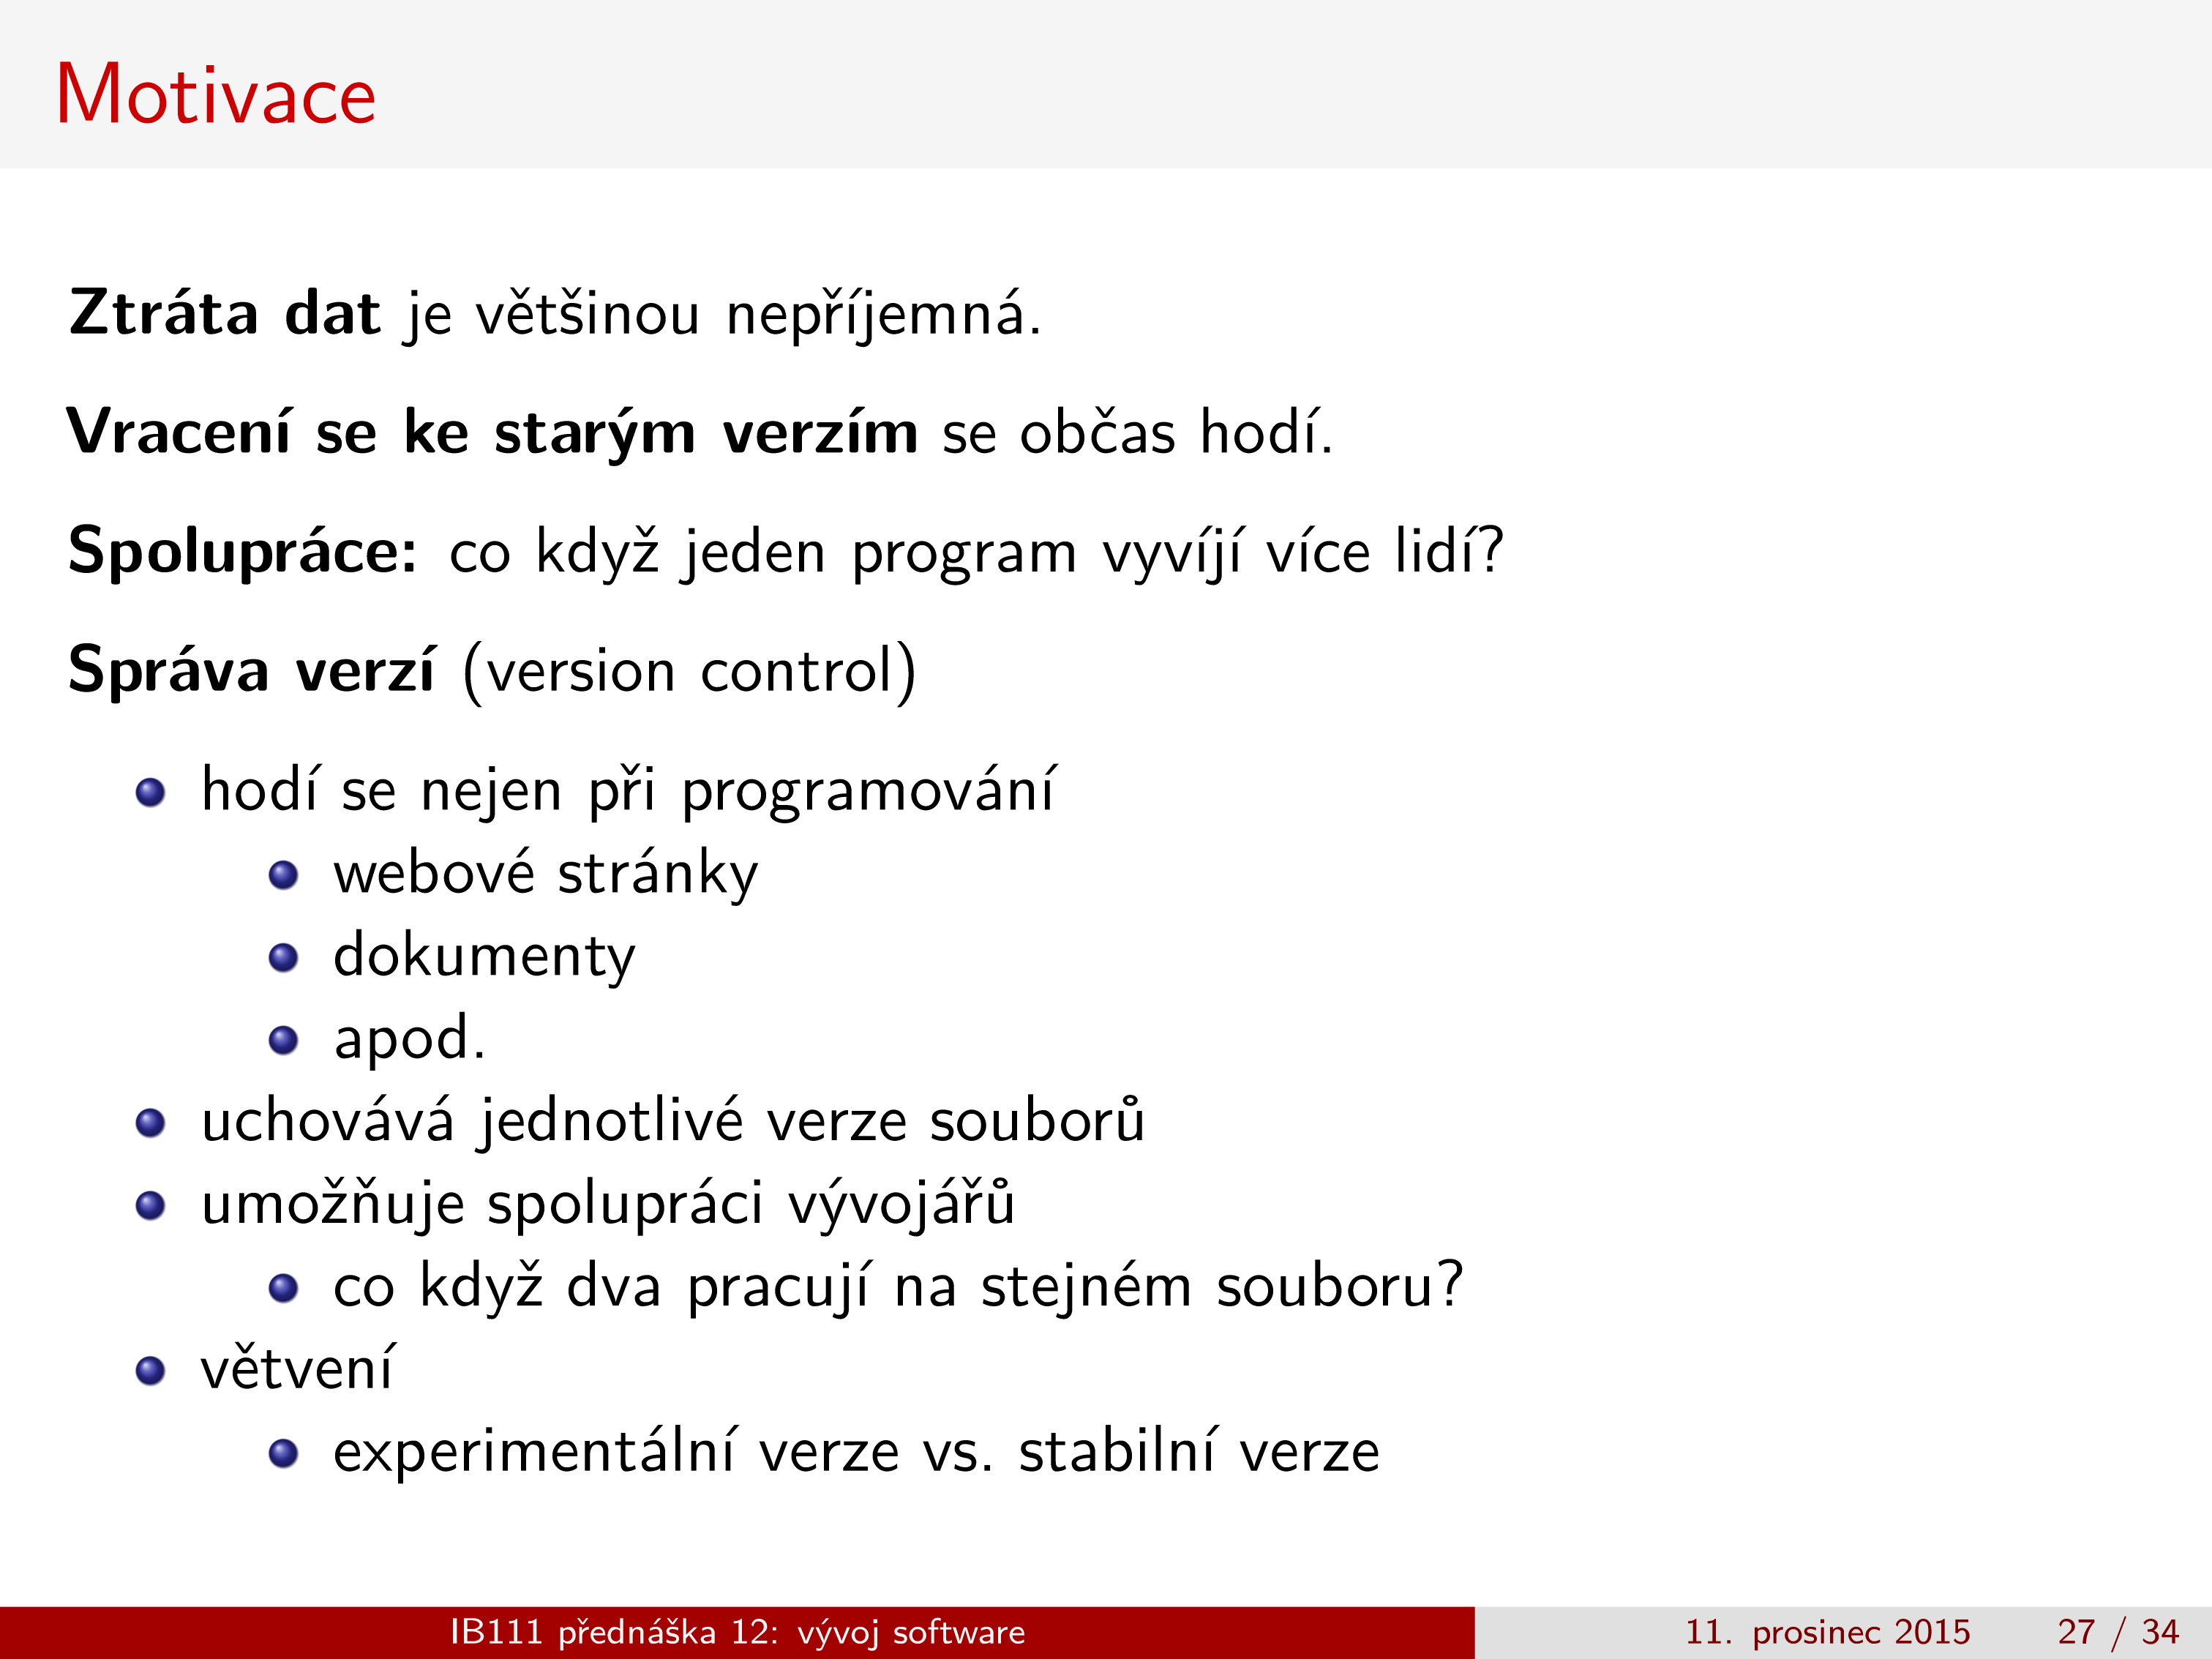 Motivace
Ztráta dat je většinou nepříjemná.
Vracení se ke starým verzím se občas hodí.
Spolupráce: co když jeden program vyvíjí více lidí?
Správa verzí (version control)
hodí se nejen při programování
webové stránky
dokumenty
apod.
uchovává jednotlivé verze souborů
umožňuje spolupráci vývojářů
co když dva pracují na stejném souboru?
větvení
experimentální verze vs. stabilní verze
IB111 přednáška 12: vývoj software 11. prosinec 2015 27 / 34